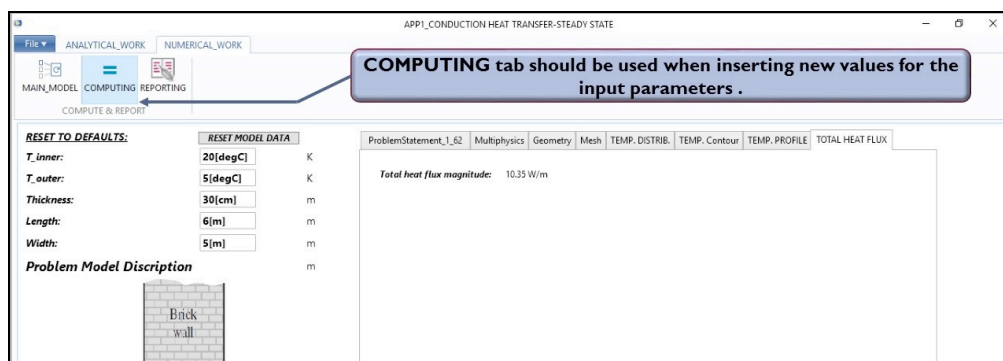 APP1_CONDUCTION HEAT TRANSFER-STEADY STATE
File ANALYTICAL_WORK NUMERICAL_WORK
MAIN_MODEL COMPUTING REPORTING
COMPUTE & REPORT
COMPUTING tab should be used when inserting new values for the
input parameters .
RESET TO DEFAULTS: RESET MODEL DATA
T_inner: 20[degC] K
T_outer: 5[degC] K
Thickness: 30[cm] m
Length: 6[m] m
Width: 5[m] m
Problem Model Discription m
Brick
wall
ProblemStatement_1_62 Multiphysics Geometry Mesh TEMP. DISTRIB. TEMP. Contour TEMP. PROFILE TOTAL HEAT FLUX
Total heat flux magnitude: 10.35 W/m